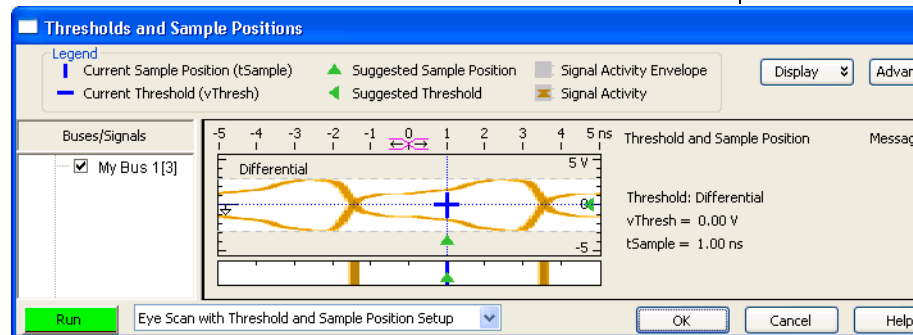 Thresholds and Sample Positions
Legend
Current Sample Position (tSample)
Suggested Sample Position
Signal Activity Envelope
Current Threshold (vThresh)
Suggested Threshold
Signal Activity
Display
Advan
Buses/Signals
-5 -4 -3 -2 -1 0 1 2 3 4 5 ns
Threshold and Sample Position
Messag
My Bus 1[3]
Differential
5 V
0
-5
Threshold: Differential
vThresh = 0.00 V
tSample = 1.00 ns
Run
Eye Scan with Threshold and Sample Position Setup
OK
Cancel
Help